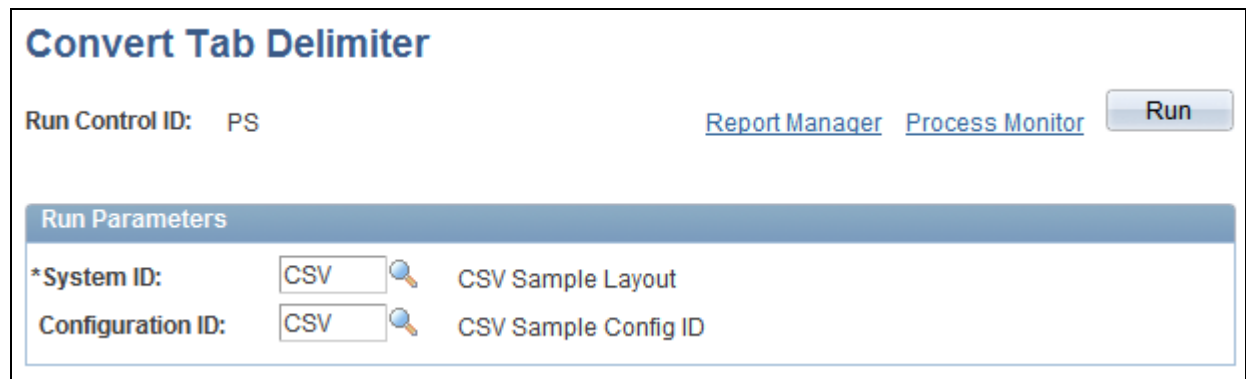 Convert Tab Delimiter
Run Control ID: PS Report Manager Process Monitor Run
Run Parameters
*System ID: CSV CSV Sample Layout
Configuration ID: CSV CSV Sample Config ID